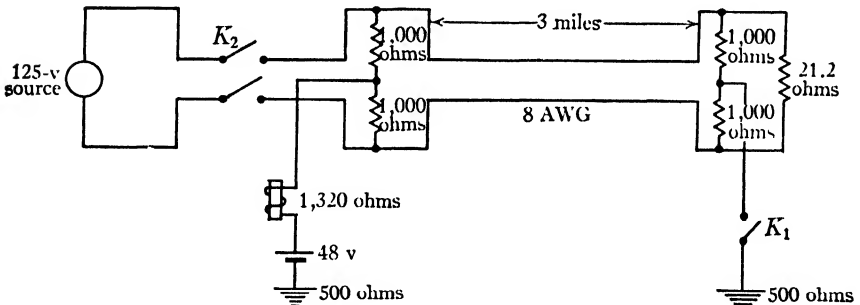 K2
125-v
source
1,000
ohms
1,000
ohms
3 miles
8 AWG
1,000
ohms
1,000
ohms
21.2
ohms
1,320 ohms
48 v
500 ohms
K1
500 ohms